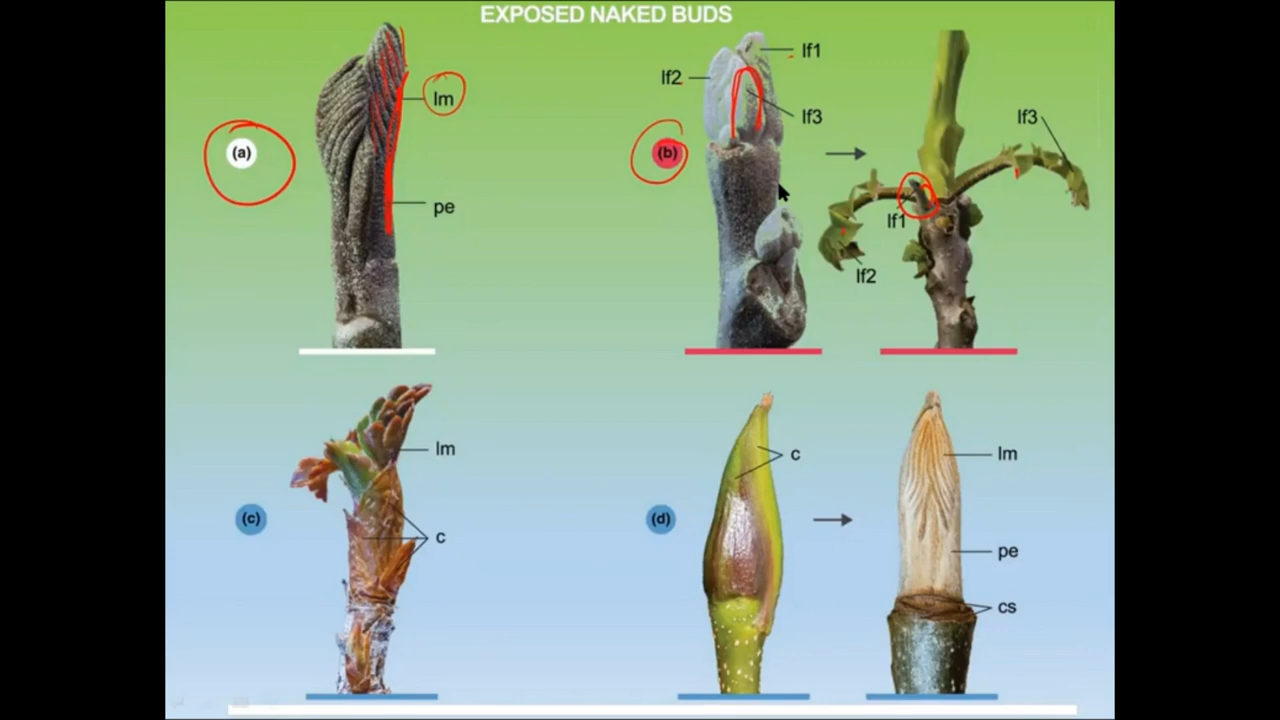 EXPOSED NAKED BUDS
(a)
lm
pe
(b)
lf1
lf2
lf3
lf3
lf1
lf2
(c)
lm
c
(d)
c
lm
pe
cs